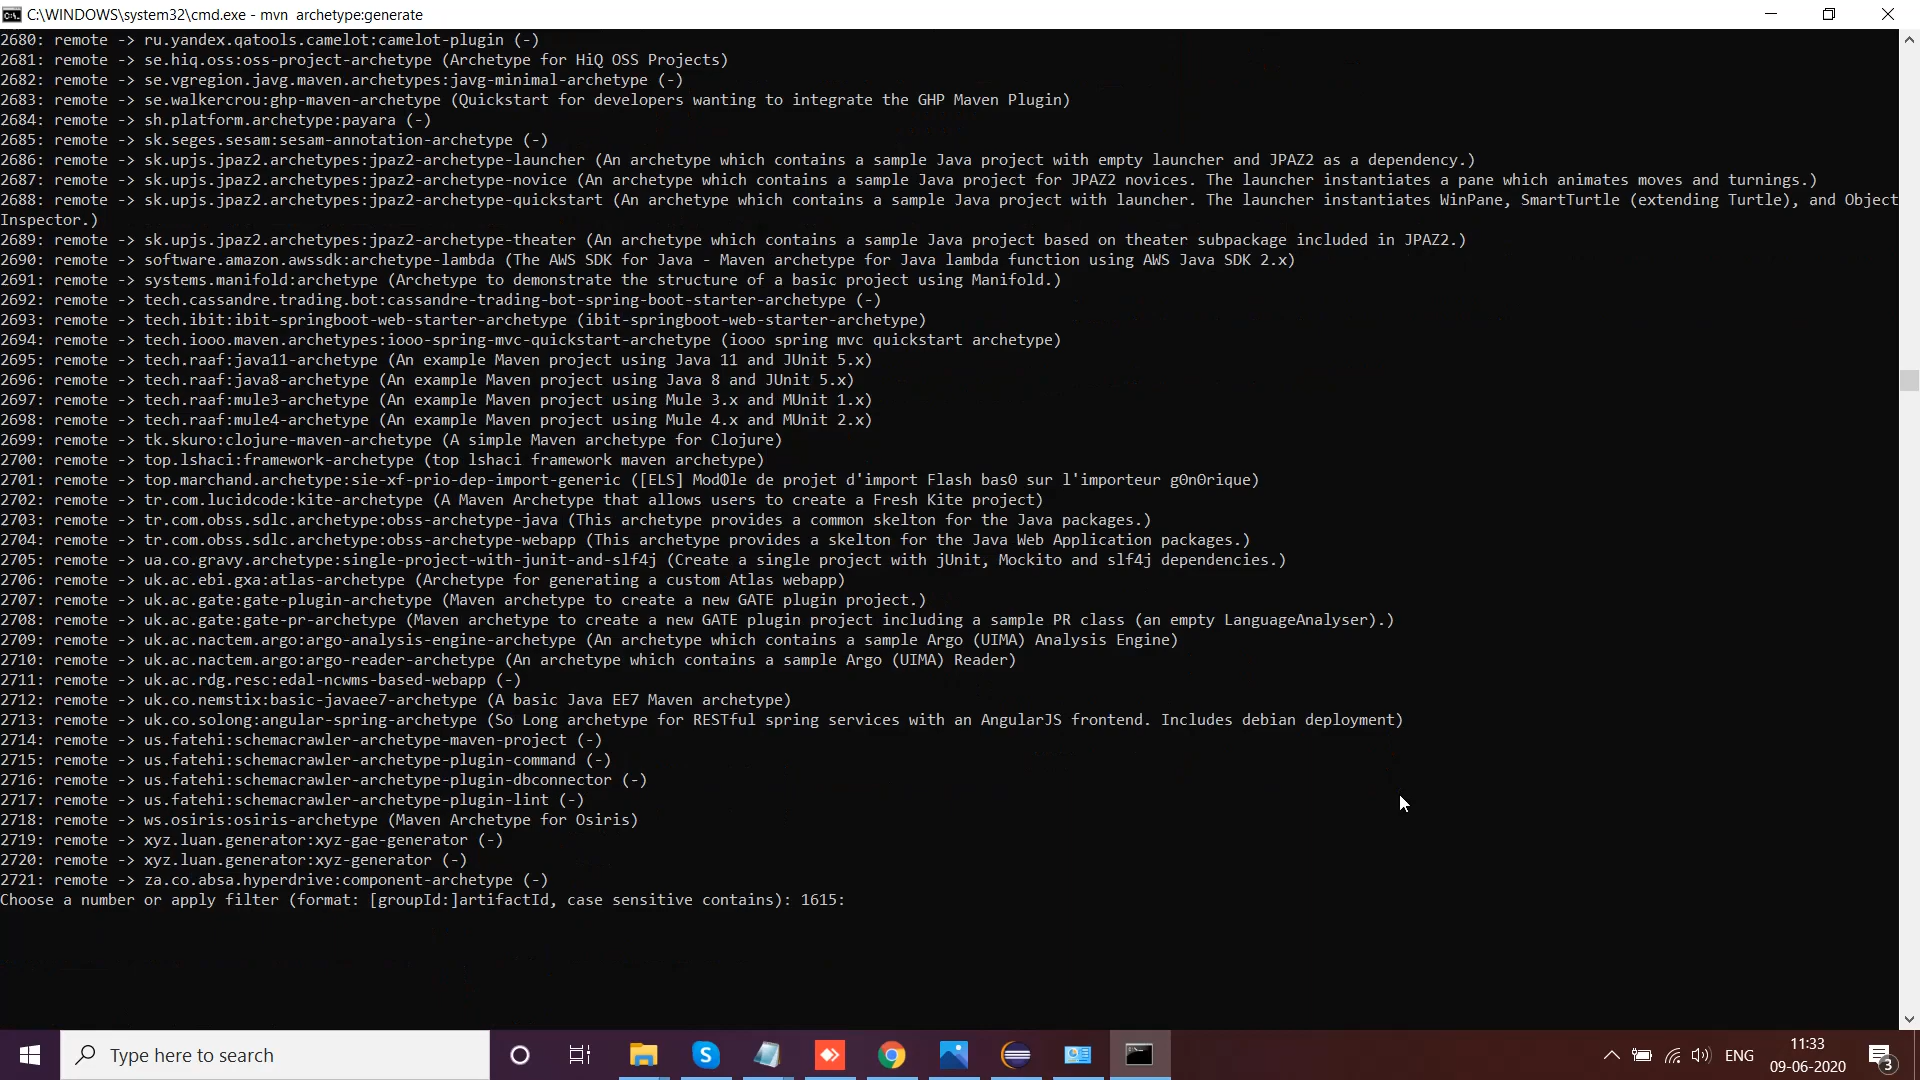 C:\WINDOWS\system32\cmd.exe - mvn  archetype:generate
2680: remote -> ru.yandex.qatools.camelot:camelot-plugin (-)
2681: remote -> se.hiq.oss:oss-project-archetype (Archetype for HiQ OSS Projects)
2682: remote -> se.vgregion.javg.maven.archetypes:javg-minimal-archetype (-)
2683: remote -> se.walkercrou:ghp-maven-archetype (Quickstart for developers wanting to integrate the GHP Maven Plugin)
2684: remote -> sh.platform.archetype:payara (-)
2685: remote -> sk.seges.sesam:sesam-annotation-archetype (-)
2686: remote -> sk.upjs.jpaz2.archetypes:jpaz2-archetype-launcher (An archetype which contains a sample Java project with empty launcher and JPAZ2 as a dependency.)
2687: remote -> sk.upjs.jpaz2.archetypes:jpaz2-archetype-novice (An archetype which contains a sample Java project for JPAZ2 novices. The launcher instantiates a pane which animates moves and turnings.)
2688: remote -> sk.upjs.jpaz2.archetypes:jpaz2-archetype-quickstart (An archetype which contains a sample Java project with launcher. The launcher instantiates WinPane, SmartTurtle (extending Turtle), and Object
Inspector.)
2689: remote -> sk.upjs.jpaz2.archetypes:jpaz2-archetype-theater (An archetype which contains a sample Java project based on theater subpackage included in JPAZ2.)
2690: remote -> software.amazon.awssdk:archetype-lambda (The AWS SDK for Java - Maven archetype for Java lambda function using AWS Java SDK 2.x)
2691: remote -> systems.manifold:archetype (Archetype to demonstrate the structure of a basic project using Manifold.)
2692: remote -> tech.cassandre.trading.bot:cassandre-trading-bot-spring-boot-starter-archetype (-)
2693: remote -> tech.ibit:ibit-springboot-web-starter-archetype (ibit-springboot-web-starter-archetype)
2694: remote -> tech.iooo.maven.archetypes:iooo-spring-mvc-quickstart-archetype (iooo spring mvc quickstart archetype)
2695: remote -> tech.raaf:java11-archetype (An example Maven project using Java 11 and JUnit 5.x)
2696: remote -> tech.raaf:java8-archetype (An example Maven project using Java 8 and JUnit 5.x)
2697: remote -> tech.raaf:mule3-archetype (An example Maven project using Mule 3.x and MUnit 1.x)
2698: remote -> tech.raaf:mule4-archetype (An example Maven project using Mule 4.x and MUnit 2.x)
2699: remote -> tk.skuro:clojure-maven-archetype (A simple Maven archetype for Clojure)
2700: remote -> top.lshaci:framework-archetype (top lshaci framework maven archetype)
2701: remote -> top.marchand.archetype:sie-xf-prio-dep-import-generic ([ELS] Mod0le de projet d'import Flash bas0 sur l'importeur g0n0rique)
2702: remote -> tr.com.lucidcode:kite-archetype (A Maven Archetype that allows users to create a Fresh Kite project)
2703: remote -> tr.com.obss.sdlc.archetype:obss-archetype-java (This archetype provides a common skelton for the Java packages.)
2704: remote -> tr.com.obss.sdlc.archetype:obss-archetype-webapp (This archetype provides a skelton for the Java Web Application packages.)
2705: remote -> ua.co.gravy.archetype:single-project-with-junit-and-slf4j (Create a single project with jUnit, Mockito and slf4j dependencies.)
2706: remote -> uk.ac.ebi.gxa:atlas-archetype (Archetype for generating a custom Atlas webapp)
2707: remote -> uk.ac.gate:gate-plugin-archetype (Maven archetype to create a new GATE plugin project.)
2708: remote -> uk.ac.gate:gate-pr-archetype (Maven archetype to create a new GATE plugin project including a sample PR class (an empty LanguageAnalyser).)
2709: remote -> uk.ac.nactem.argo:argo-analysis-engine-archetype (An archetype which contains a sample Argo (UIMA) Analysis Engine)
2710: remote -> uk.ac.nactem.argo:argo-reader-archetype (An archetype which contains a sample Argo (UIMA) Reader)
2711: remote -> uk.ac.rdg.resc:edal-ncwms-based-webapp (-)
2712: remote -> uk.co.nemstix:basic-javaee7-archetype (A basic Java EE7 Maven archetype)
2713: remote -> uk.co.solong:angular-spring-archetype (So Long archetype for RESTful spring services with an AngularJS frontend. Includes debian deployment)
2714: remote -> us.fatehi:schemacrawler-archetype-maven-project (-)
2715: remote -> us.fatehi:schemacrawler-archetype-plugin-command (-)
2716: remote -> us.fatehi:schemacrawler-archetype-plugin-dbconnector (-)
2717: remote -> us.fatehi:schemacrawler-archetype-plugin-lint (-)
2718: remote -> ws.osiris:osiris-archetype (Maven Archetype for Osiris)
2719: remote -> xyz.luan.generator:xyz-gae-generator (-)
2720: remote -> xyz.luan.generator:xyz-generator (-)
2721: remote -> za.co.absa.hyperdrive:component-archetype (-)
Choose a number or apply filter (format: [groupId:]artifactId, case sensitive contains): 1615:
Type here to search
ENG
11:33
09-06-2020
3